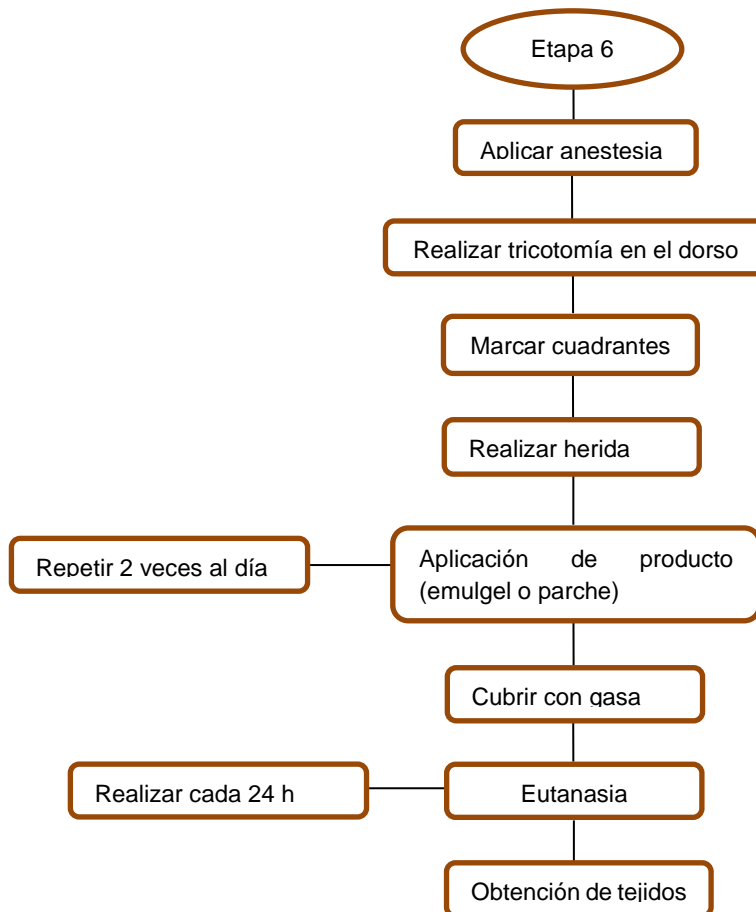 Etapa 6
Aplicar anestesia
Realizar tricotomía en el dorso
Marcar cuadrantes
Realizar herida
Repetir 2 veces al día
Aplicación de producto
(emulgel o parche)
Cubrir con gasa
Realizar cada 24 h
Eutanasia
Obtención de tejidos